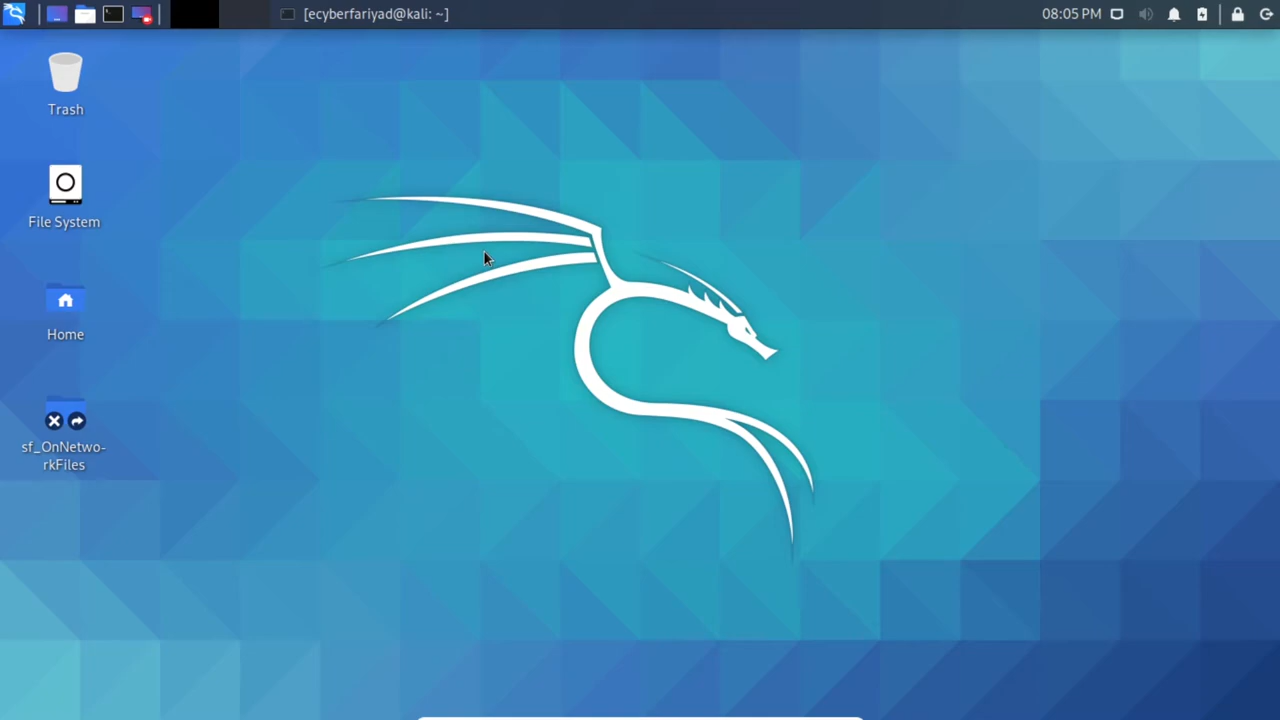 [ecyberfariyad@kali: ~]
08:05 PM
Trash
File System
Home
sf_OnNetwo-
rkFiles